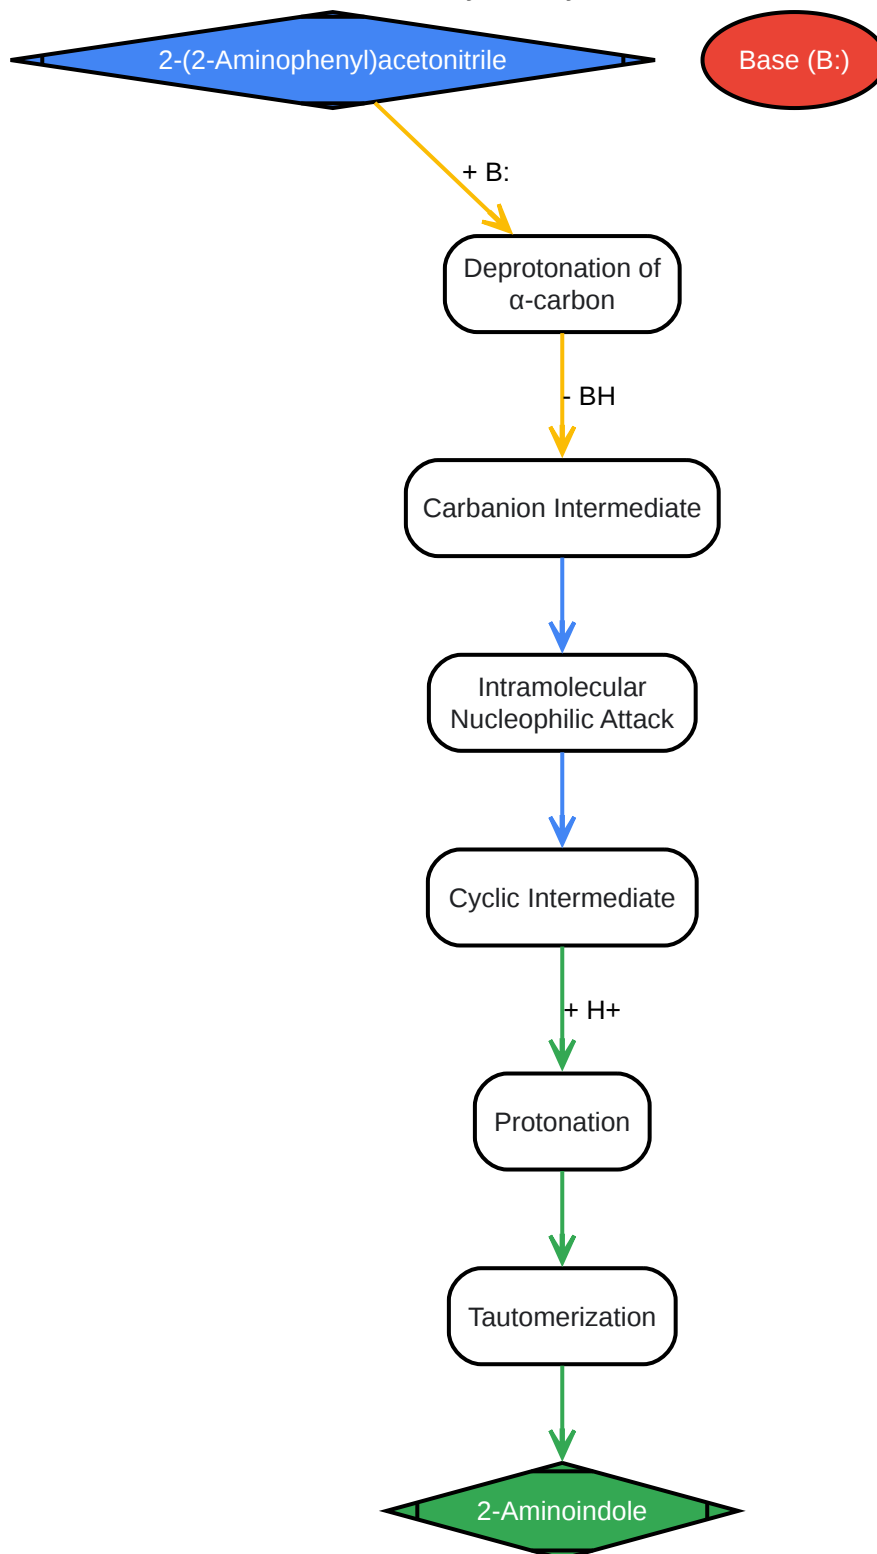 2-(2-Aminophenyl)acetonitrile
Base (B:)
+ B:
Deprotonation of
α-carbon
- BH
Carbanion Intermediate
Intramolecular
Nucleophilic Attack
Cyclic Intermediate
+ H+
Protonation
Tautomerization
2-Aminoindole